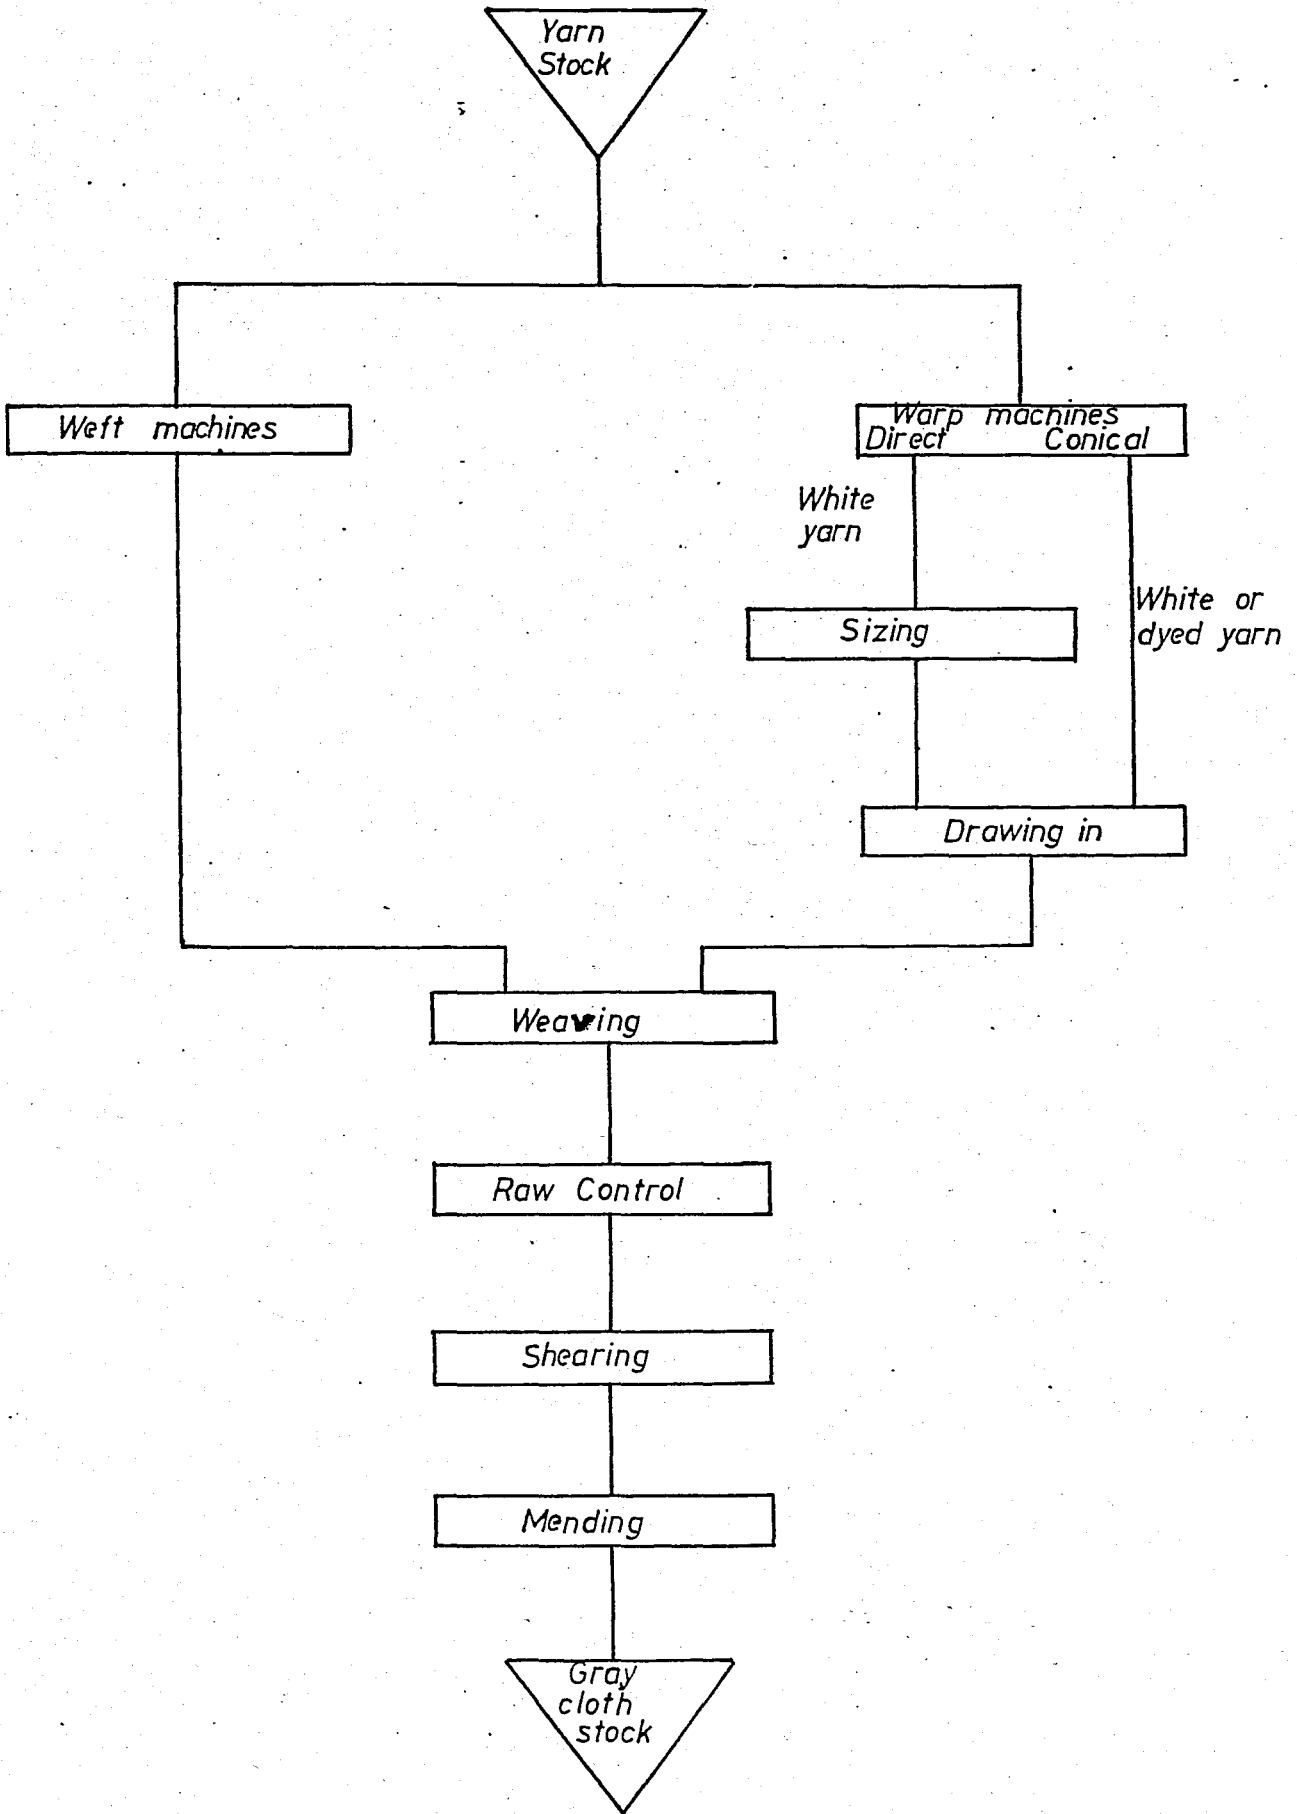 Yarn
Stock
Weft machines
Warp machines
Direct Conical
White
yarn
White or
dyed yarn
Sizing
Drawing in
Weaving
Raw Control
Shearing
Mending
Gray
cloth
stock